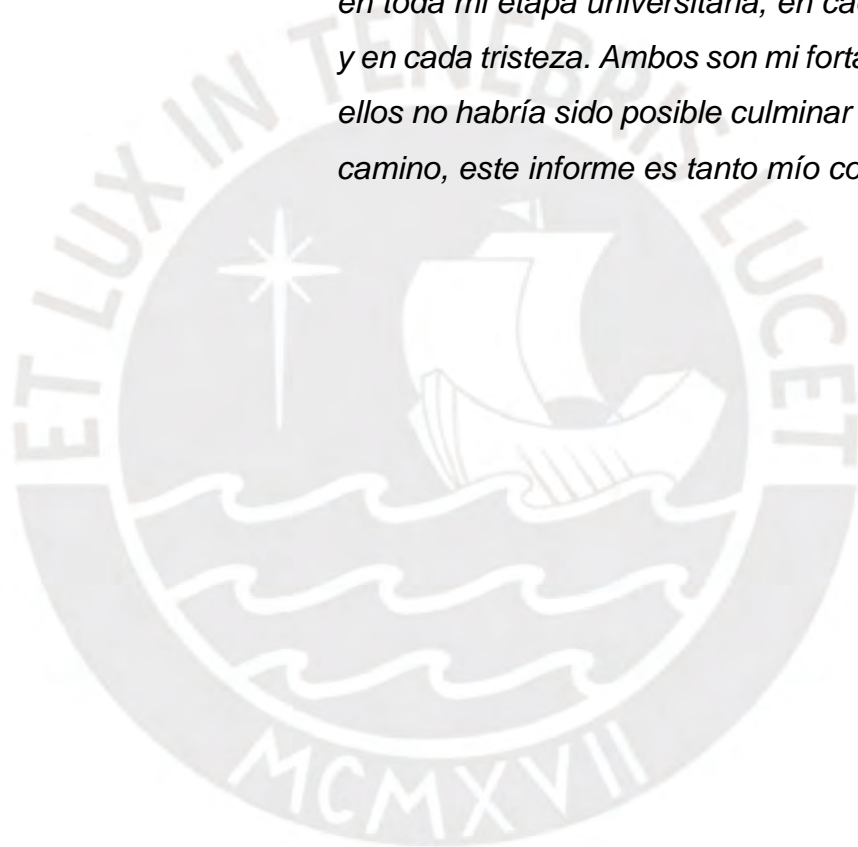 en toda mi etapa universitaria, en
y en cada tristeza. Ambos son mi
ellos no habría sido posible culminar
camino, este informe es tanto mío
ET LUX IN TENEBRIS LUCET
MCMXVII